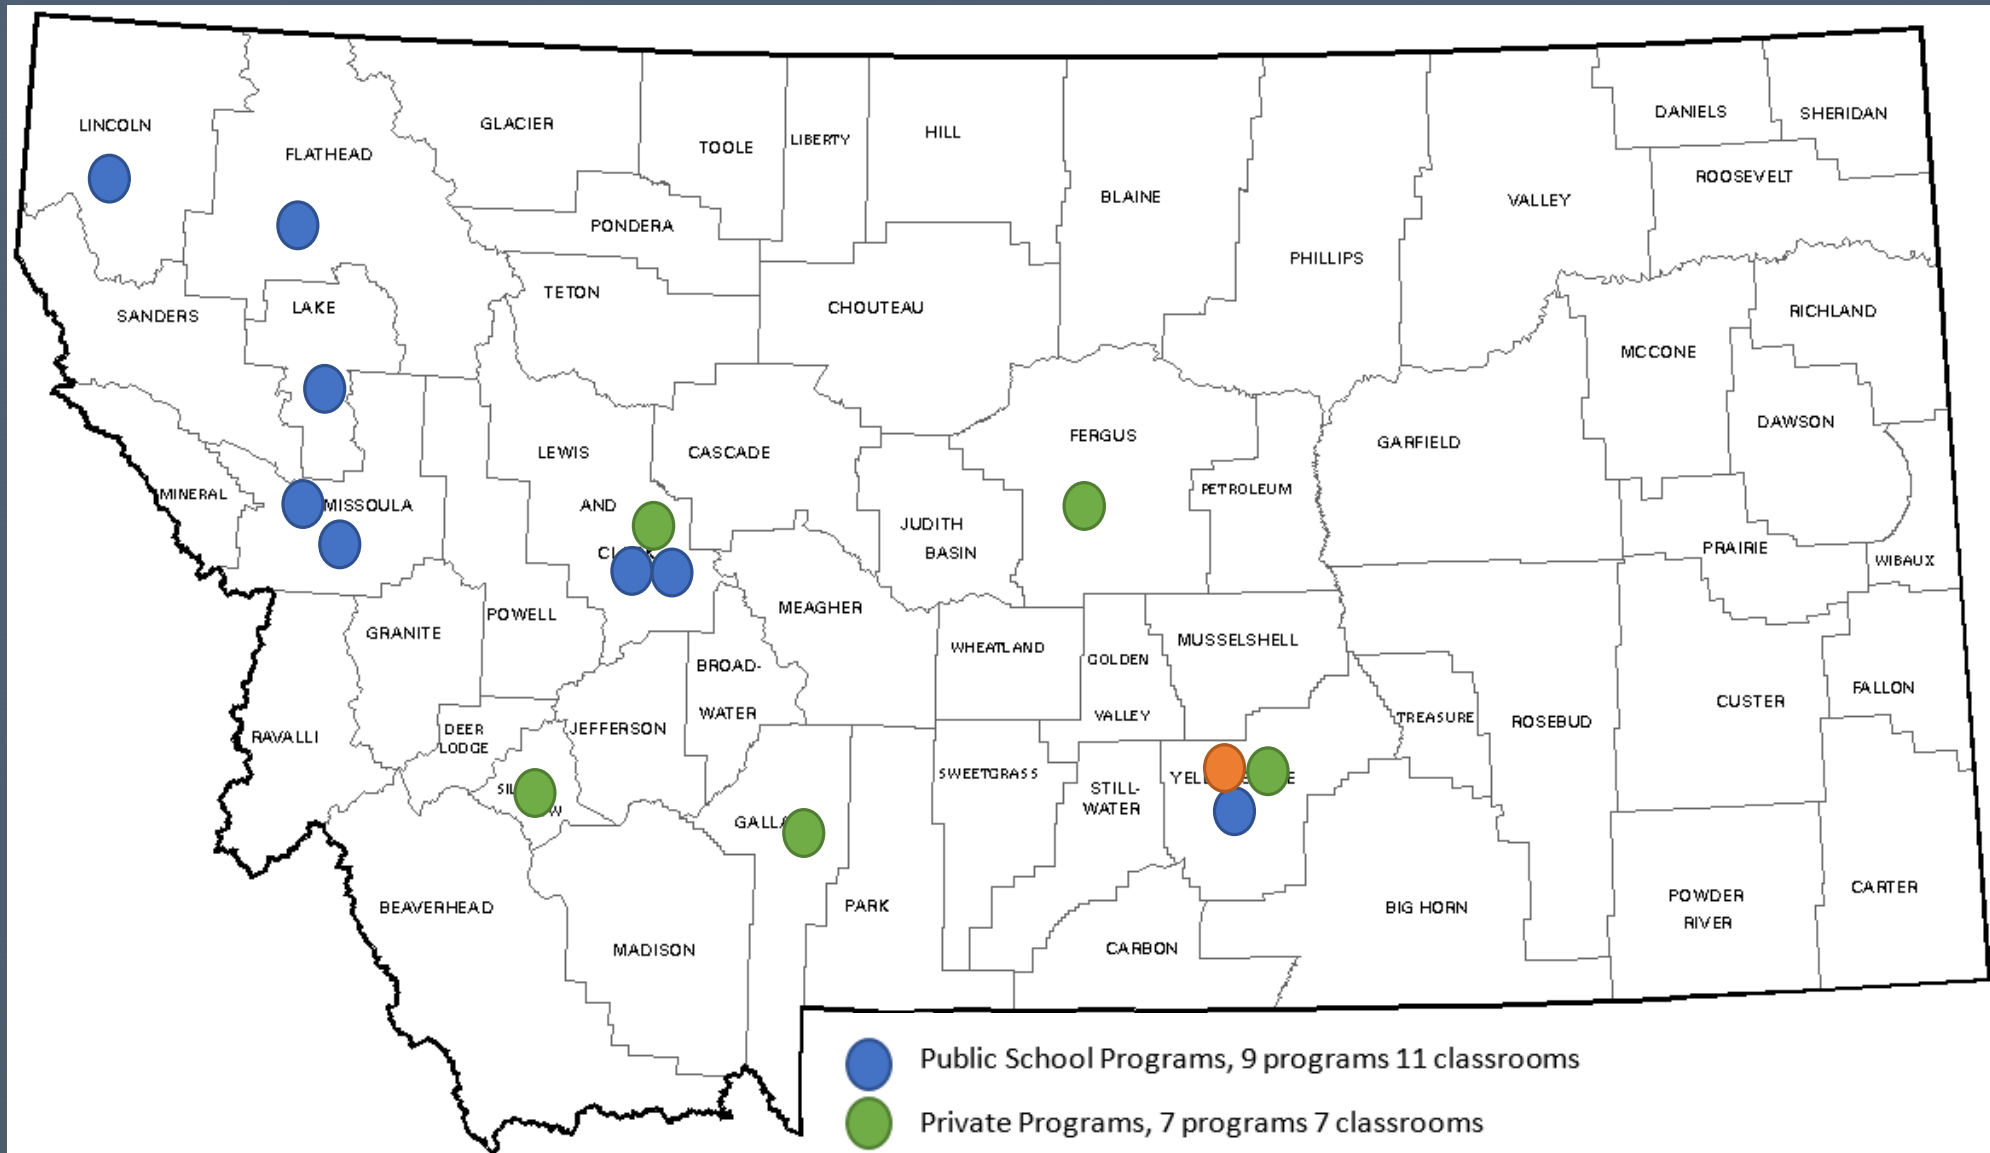 LINCOLN
FLATHEAD
GLACIER
TOOLE
LIBERTY
HILL
BLAINE
PHILLIPS
VALLEY
DANIELS
SHERIDAN
ROOSEVELT
SANDERS
LAKE
PONDERA
TETON
CHOUTEAU
RICHLAND
MCCONE
DAWSON
MINERAL
MISSOULA
LEWIS
AND
CASCADE
JUDITH
BASIN
FERGUS
PETROLEUM
GARFIELD
PRAIRIE
WIBAUX
GRANITE
POWELL
MEAGHER
BROAD-
WATER
WHEATLAND
GOLDEN
VALLEY
MUSSELSHELL
TREASURE
ROSEBUD
CUSTER
FALLON
RAVALLI
DEER
LODGE
JEFFERSON
SWEETGRASS
STILL-
WATER
BEAVERHEAD
MADISON
PARK
CARBON
BIG HORN
POWDER
RIVER
CARTER
Public School Programs, 9 programs 11 classrooms
Private Programs, 7 programs 7 classrooms